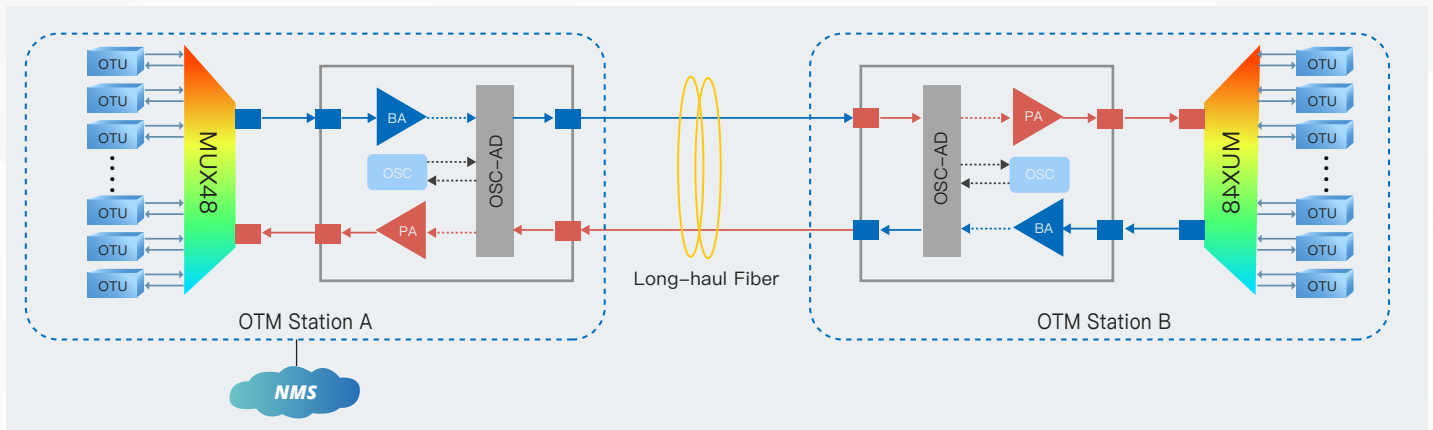 OTU
OTU
OTU
OTU
OTU
OTU
MUX48
BA
OSC
PA
OSC-AD
Long-haul Fiber
OSC-AD
PA
OSC
BA
MUX48
OTU
OTU
OTU
OTU
OTU
OTU
OTM Station A
OTM Station B
NMS